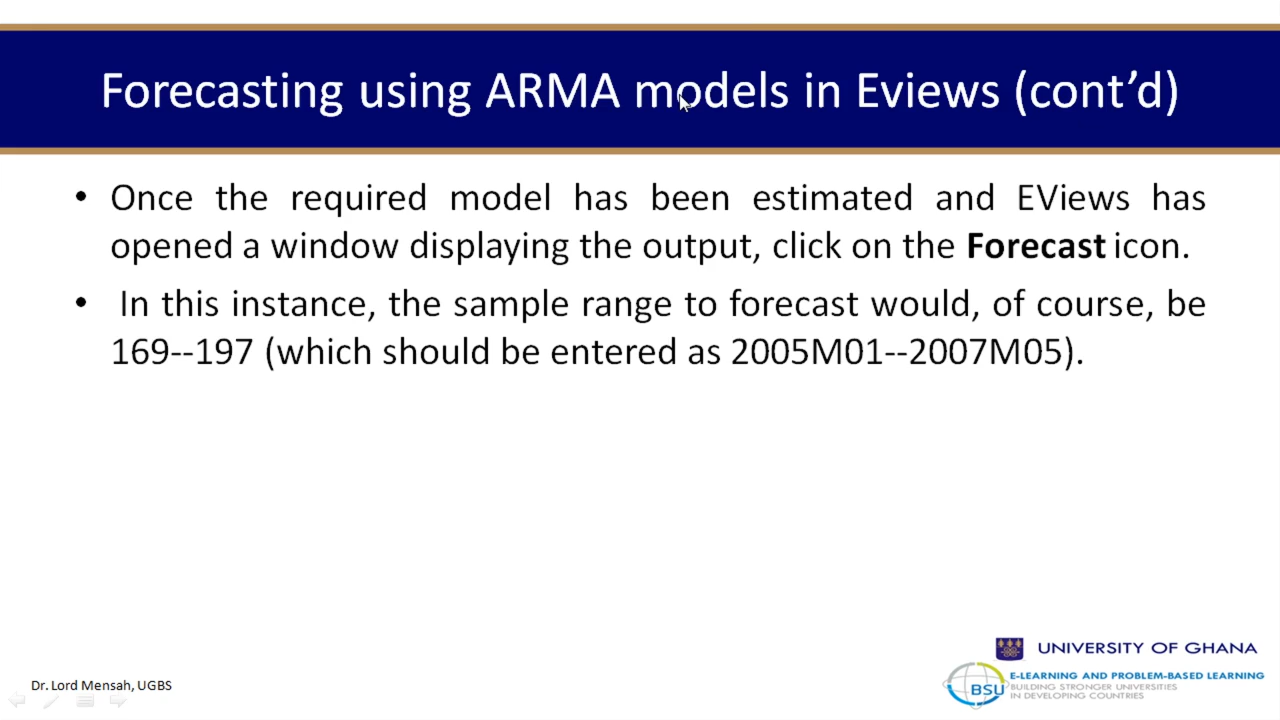 Forecasting using ARMA models in Eviews (cont’d)
• Once the required model has been estimated and EViews has
opened a window displaying the output, click on the Forecast icon.
• In this instance, the sample range to forecast would, of course, be
169--197 (which should be entered as 2005M01--2007M05).
UNIVERSITY OF GHANA
BSU
E-LEARNING AND PROBLEM-BASED LEARNING
BUILDING STRONGER UNIVERSITIES
IN DEVELOPING COUNTRIES
Dr. Lord Mensah, UGBS